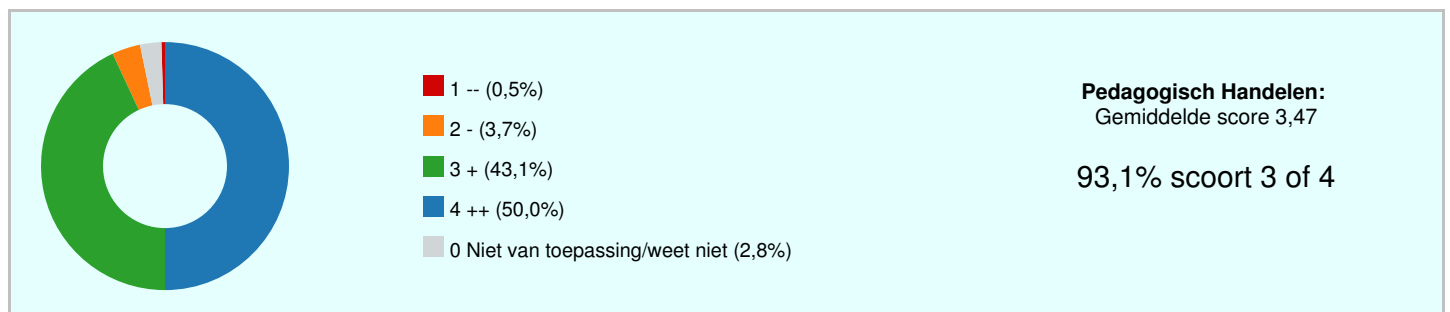 1 -- (0,5%)
2 - (3,7%)
3 + (43,1%)
4 ++ (50,0%)
0 Niet van toepassing/weet niet (2,8%)
Pedagogisch Handelen:
Gemiddelde score 3,47
93,1% scoort 3 of 4